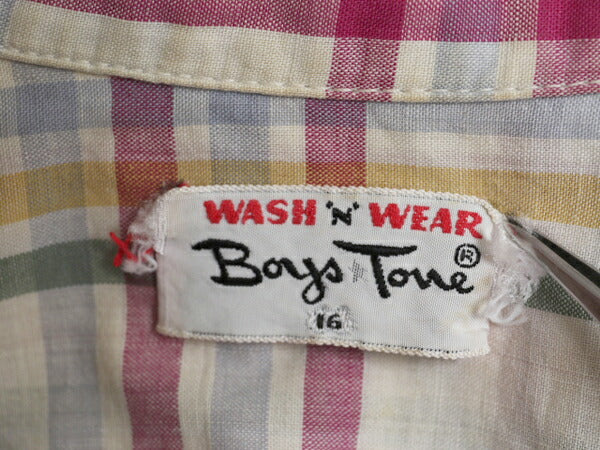 WASH 'N' WEAR
Boys Tone ®
16